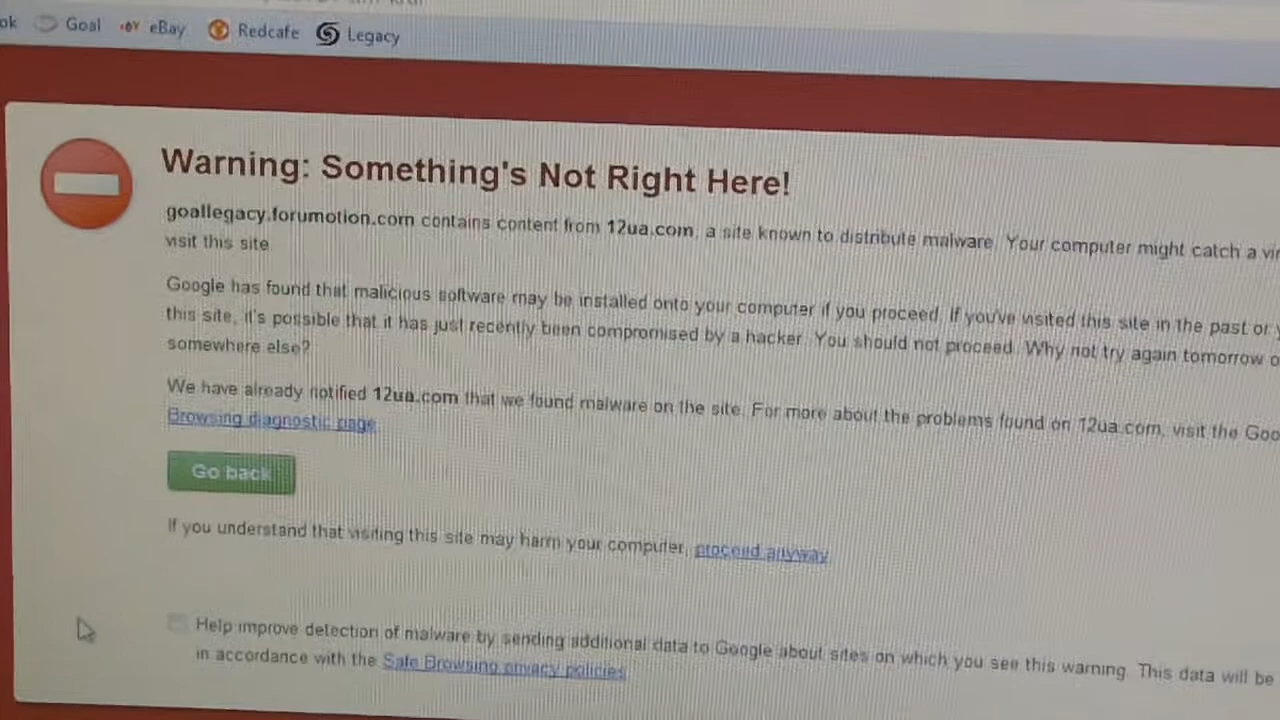 ok Goal eBay Redcafe Legacy
Warning: Something's Not Right Here!
goallegacy.forumotion.com contains content from 12ua.com, a site known to distribute malware. Your computer might catch a vir
visit this site.
Google has found that malicious software may be installed onto your computer if you proceed. If you've visited this site in the past or y
this site, it's possible that it has just recently been compromised by a hacker. You should not proceed. Why not try again tomorrow o
somewhere else?
We have already notified 12ua.com that we found malware on the site. For more about the problems found on 12ua.com, visit the Goo
Browsing diagnostic page.
Go back
If you understand that visiting this site may harm your computer, proceed anyway.
Help improve detection of malware by sending additional data to Google about sites on which you see this warning. This data will be
in accordance with the Safe Browsing privacy policies.